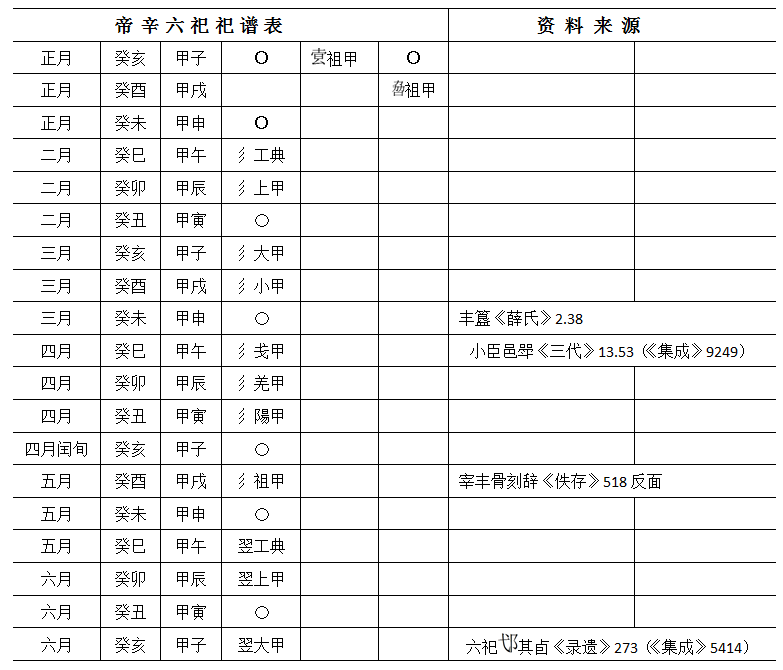 帝辛六祀祀谱表 资料来源
正月 癸亥 甲子 〇 祖甲 〇
正月 癸酉 甲戌 祖甲
正月 癸未 甲申 〇
二月 癸巳 甲午 彡工典
二月 癸卯 甲辰 彡上甲
二月 癸丑 甲寅 〇
三月 癸亥 甲子 彡大甲
三月 癸酉 甲戌 彡小甲
三月 癸未 甲申 〇 丰簋《薛氏》2.38
四月 癸巳 甲午 彡戋甲 小臣邑斝《三代》13.53（《集成》9249）
四月 癸卯 甲辰 彡羌甲
四月 癸丑 甲寅 彡陽甲
四月闰旬 癸亥 甲子 〇
五月 癸酉 甲戌 彡祖甲 宰丰骨刻辞《佚存》518反面
五月 癸未 甲申 〇
五月 癸巳 甲午 翌工典
六月 癸卯 甲辰 翌上甲
六月 癸丑 甲寅 〇
六月 癸亥 甲子 翌大甲 六祀其卣《录遗》273（《集成》5414）